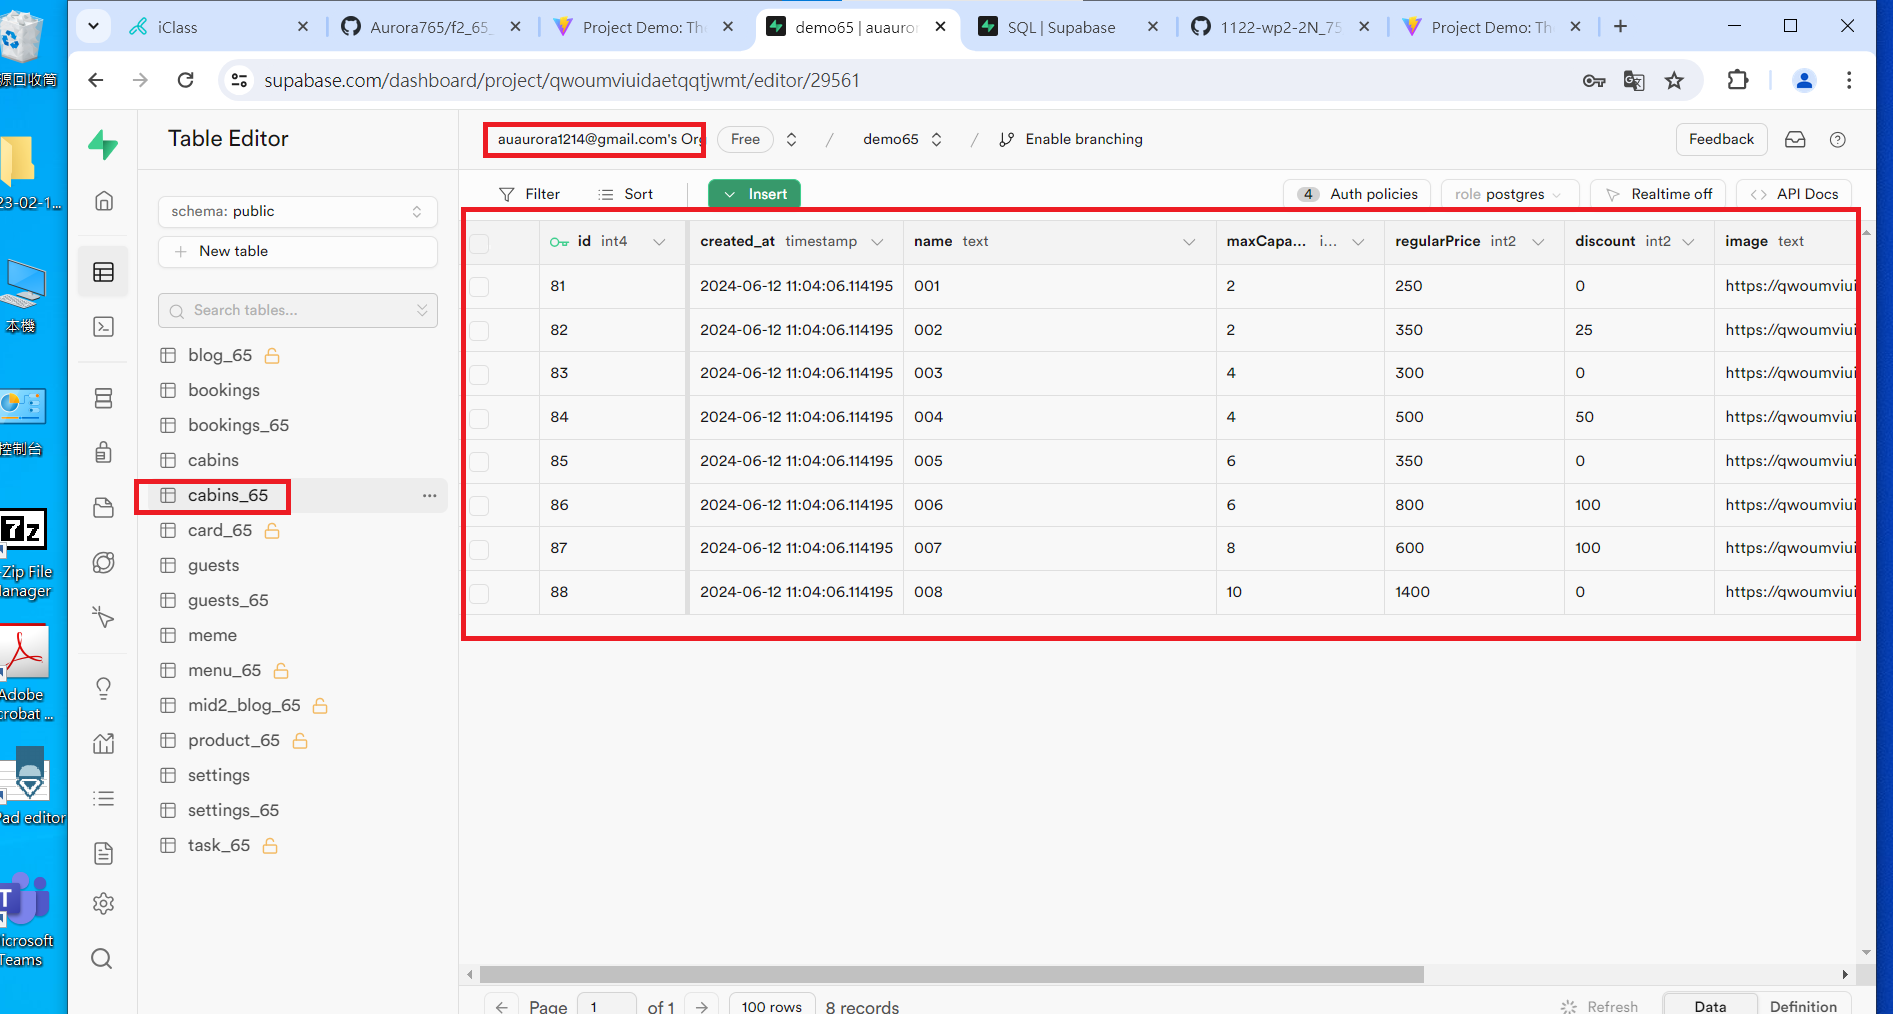 iClass
Aurora765/f2_65_
Project Demo: Th
demo65 | auauror
SQL | Supabase
1122-wp2-2N_75
Project Demo: Th
supabase.com/dashboard/project/qwoumviuidaetqqtjwmt/editor/29561
源回收筒
23-02-1...
本機
控制台
7z
-Zip File
Manager
Adobe
Acrobat ...
Pad editor
Microsoft
Teams
Table Editor
auaurora1214@gmail.com's Org
Free
/
demo65
/
Enable branching
Feedback
schema: public
New table
Search tables...
blog_65
bookings
bookings_65
cabins
cabins_65
card_65
guests
guests_65
meme
menu_65
mid2_blog_65
product_65
settings
settings_65
task_65
Filter
Sort
Insert
4 Auth policies
role postgres
Realtime off
API Docs
id int4 created_at timestamp name text maxCapa... i... regularPrice int2 discount int2 image text
81 2024-06-12 11:04:06.114195 001 2 250 0 https://qwoumviui
82 2024-06-12 11:04:06.114195 002 2 350 25 https://qwoumviui
83 2024-06-12 11:04:06.114195 003 4 300 0 https://qwoumviui
84 2024-06-12 11:04:06.114195 004 4 500 50 https://qwoumviui
85 2024-06-12 11:04:06.114195 005 6 350 0 https://qwoumviui
86 2024-06-12 11:04:06.114195 006 6 800 100 https://qwoumviui
87 2024-06-12 11:04:06.114195 007 8 600 100 https://qwoumviui
88 2024-06-12 11:04:06.114195 008 10 1400 0 https://qwoumviui
Page 1 of 1
100 rows
8 records
Refresh
Data
Definition